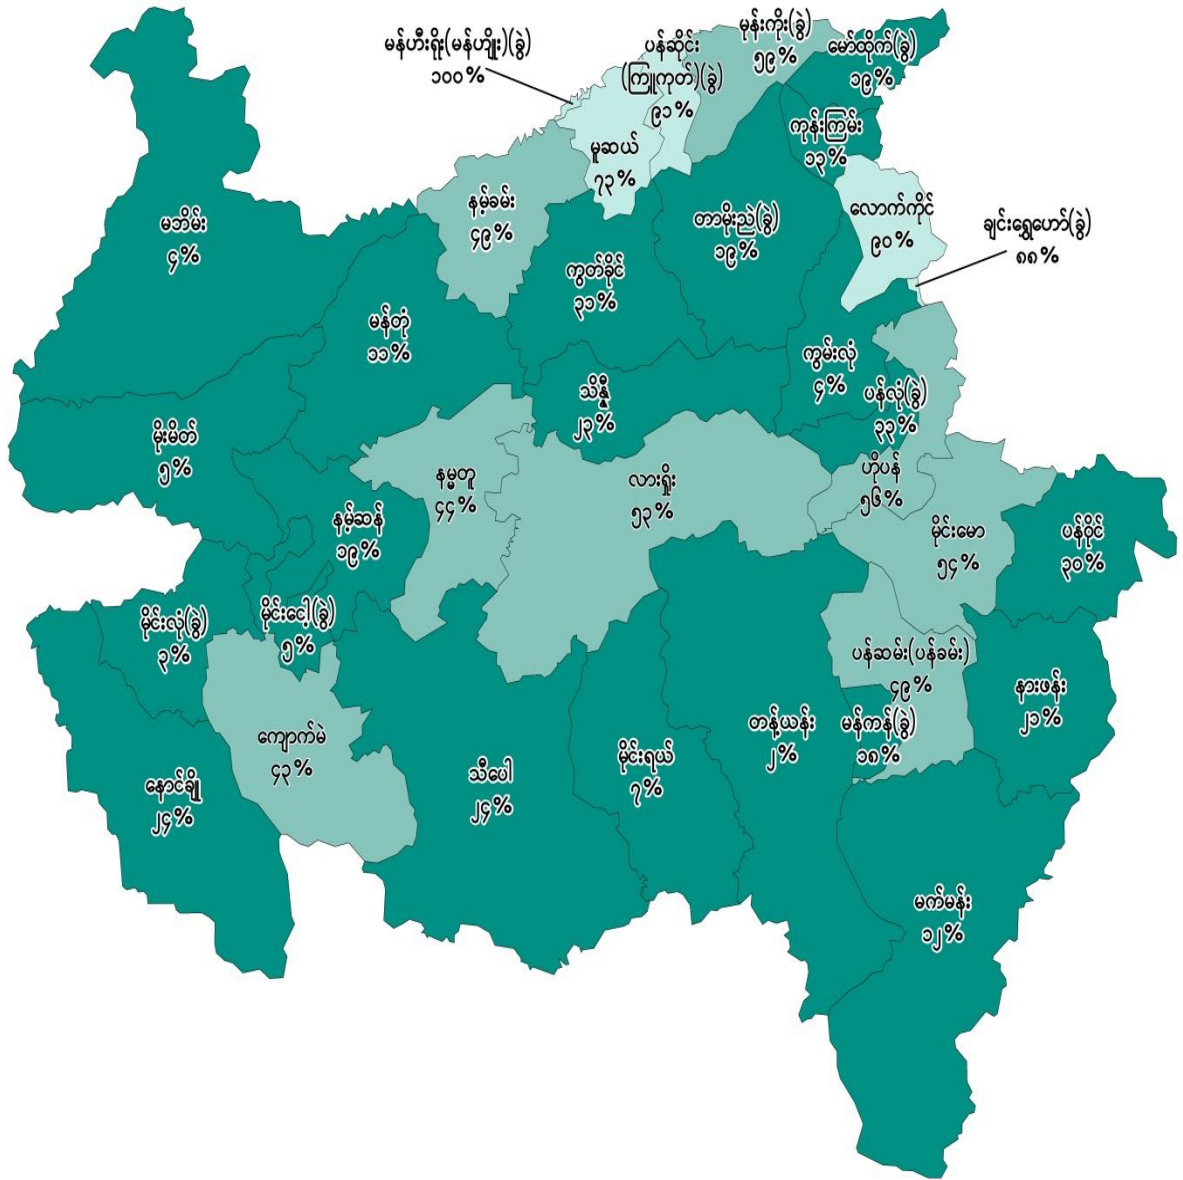 မန်ဟီးရိုး(မန်ဟျိုး)(ခွဲ)
၁၀၀%
ပန်ဆိုင်း
(ကြူကုတ်)(ခွဲ)
၉၁%
မုန်းကိုး(ခွဲ)
၅၉%
မော်ထိုက်(ခွဲ)
၁၉%
ကုန်းကြမ်း
၁၃%
မူဆယ်
၇၃%
နမ့်ခမ်း
၄၉%
မဘိမ်း
၄%
တာမိုးညဲ(ခွဲ)
၁၉%
လောက်ကိုင်
၉၀%
ချင်းရွှေဟော်(ခွဲ)
၈၈%
ကွတ်ခိုင်
၃၁%
မန်တုံ
၁၁%
ကွမ်းလုံ
၄%
သိန္နီ
၂၃%
ပန်လုံ(ခွဲ)
၃၃%
မိုးမိတ်
၅%
နမ္မတူ
၄၄%
လားရှိုး
၅၃%
ဟိုပန်
၅၆%
နမ့်ဆန်
၁၉%
မိုင်းမော
၅၄%
ပန်ဝိုင်
၃၀%
မိုင်းလုံ(ခွဲ)
၃%
မိုင်းငေါ့(ခွဲ)
၅%
ပန်ဆမ်း(ပန်ခမ်း)
၄၉%
နားဖန်း
၂၁%
ကျောက်မဲ
၄၃%
တန့်ယန်း
၂%
မန်ကန်(ခွဲ)
၁၈%
မိုင်းရယ်
၇%
သီပေါ
၂၄%
နောင်ချို
၂၄%
မက်မန်း
၁၂%